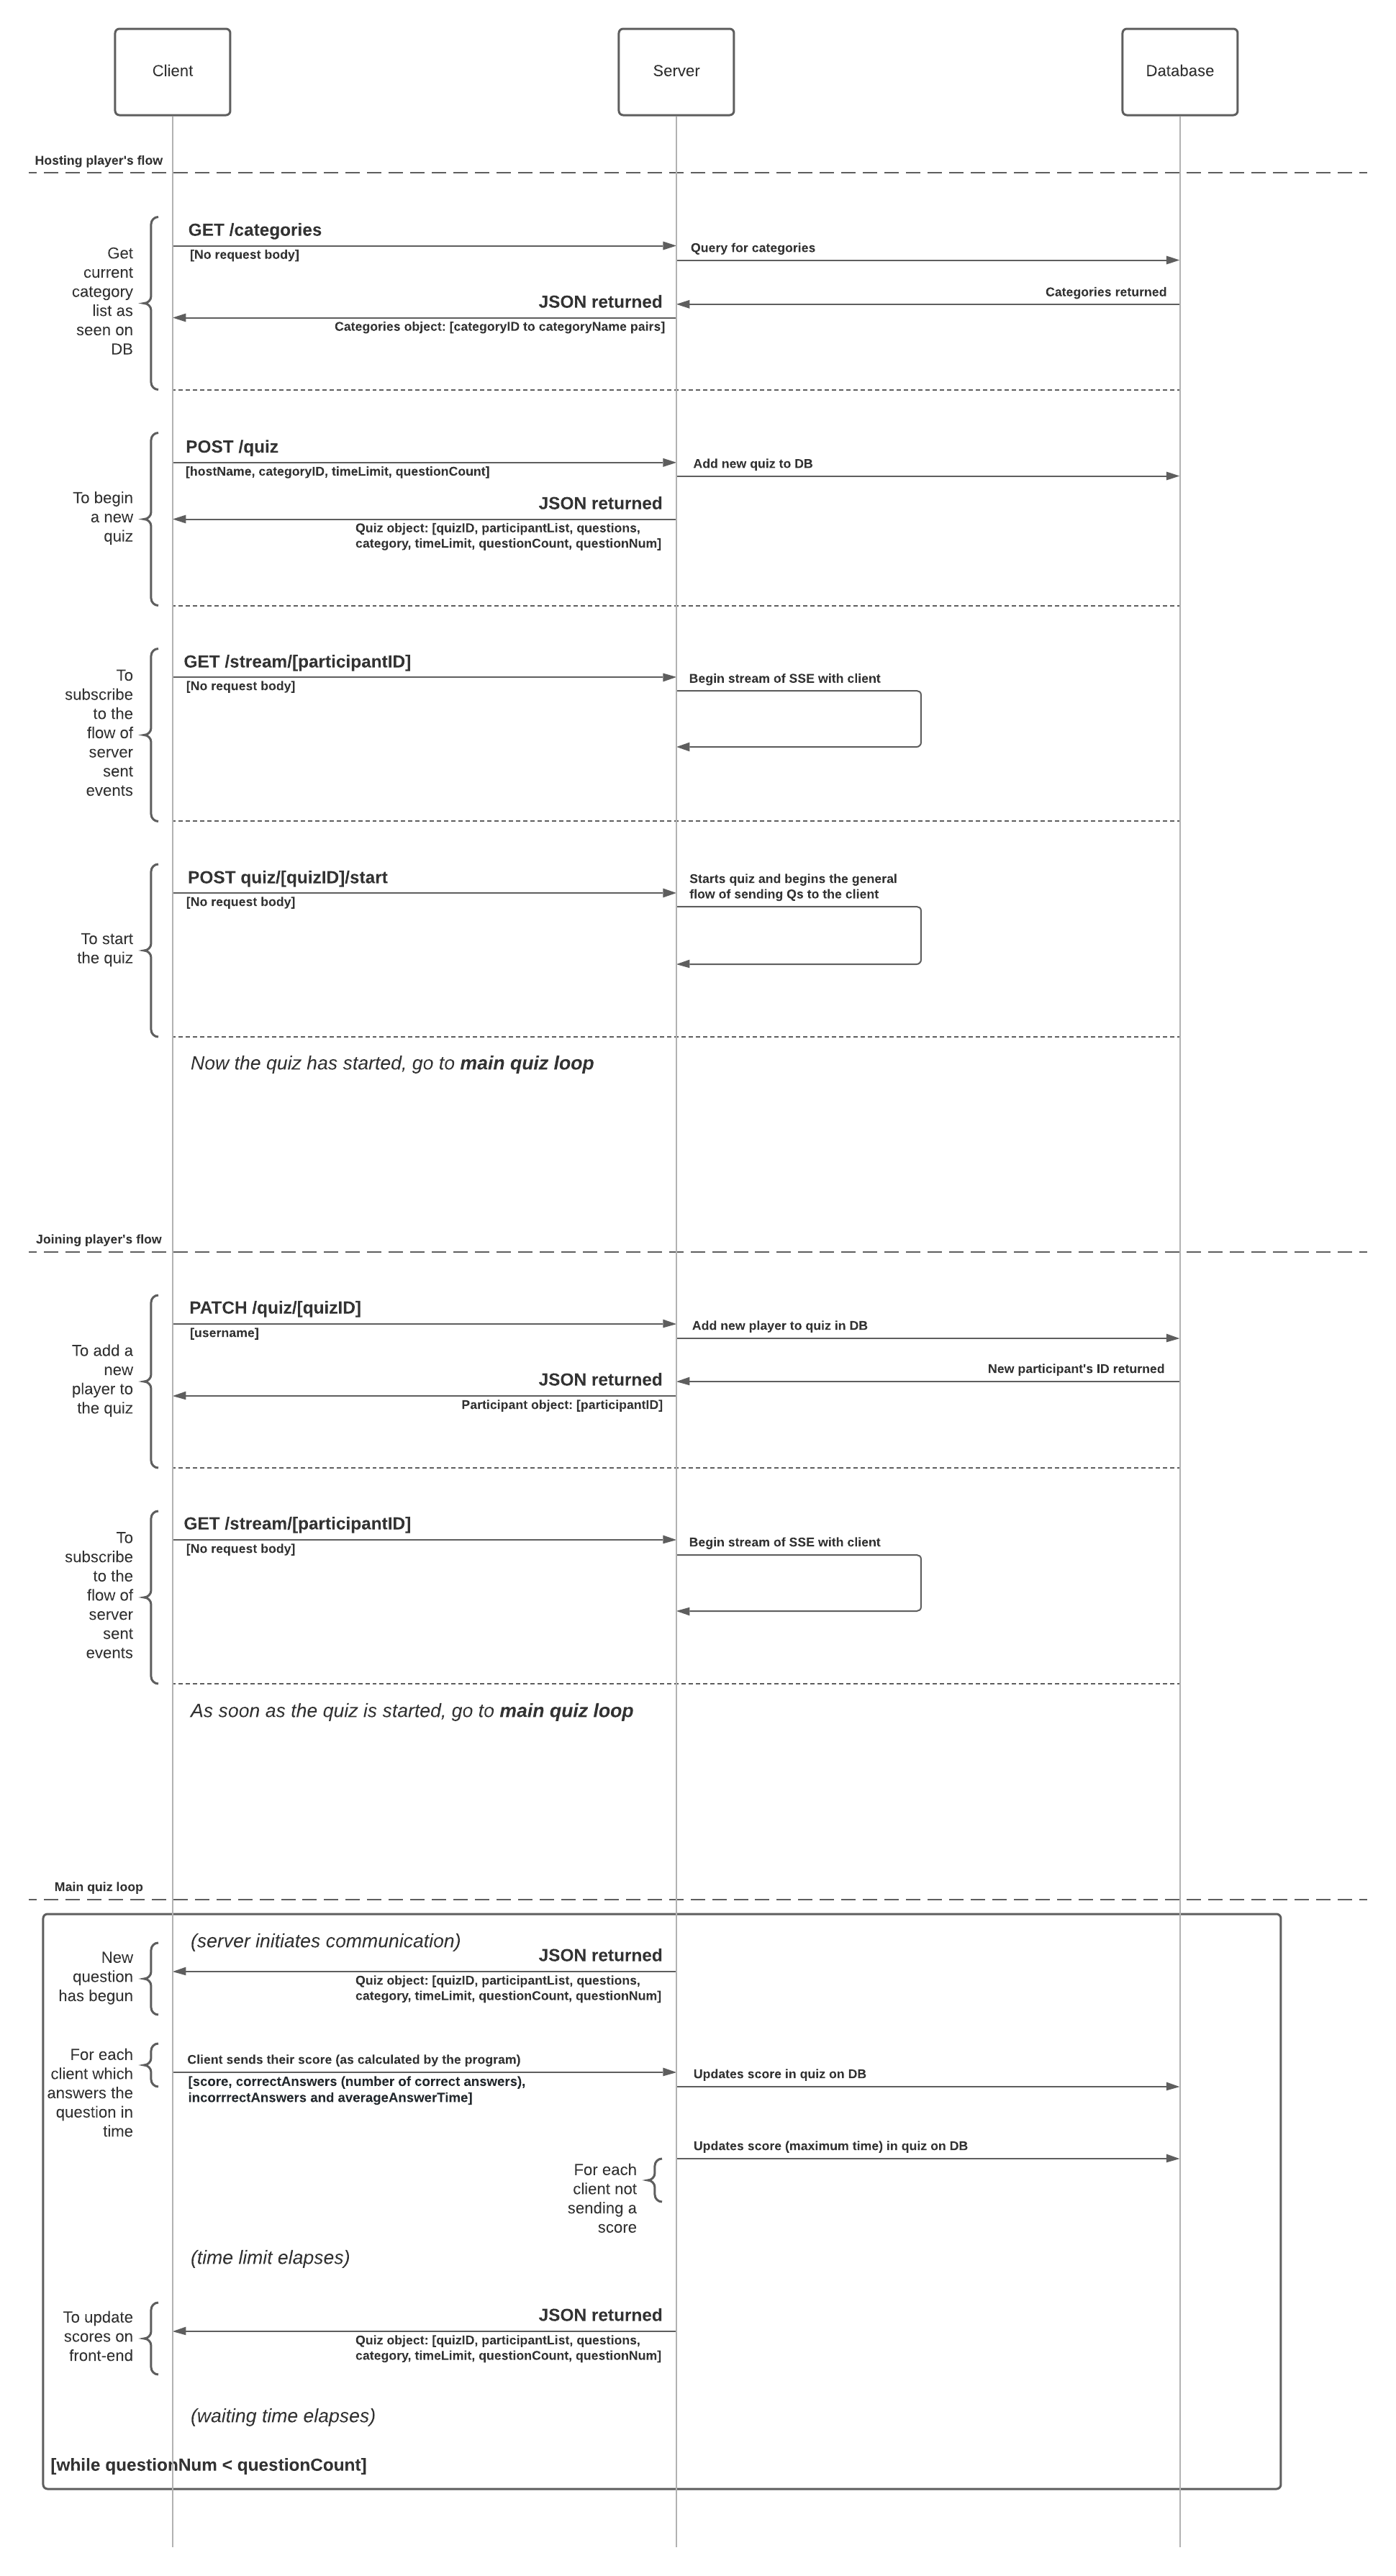 Client
Server
Database
Hosting player's flow
Get
current
category
list as
seen on
DB
GET /categories
[No request body]
Query for categories
Categories returned
JSON returned
Categories object: [categoryID to categoryName pairs]
To begin
a new
quiz
POST /quiz
[hostName, categoryID, timeLimit, questionCount]
Add new quiz to DB
JSON returned
Quiz object: [quizID, participantList, questions,
category, timeLimit, questionCount, questionNum]
To
subscribe
to the
flow of
server
sent
events
GET /stream/[participantID]
[No request body]
Begin stream of SSE with client
To start
the quiz
POST quiz/[quizID]/start
[No request body]
Starts quiz and begins the general
flow of sending Qs to the client
Now the quiz has started, go to main quiz loop
Joining player's flow
To add a
new
player to
the quiz
PATCH /quiz/[quizID]
[username]
Add new player to quiz in DB
New participant's ID returned
JSON returned
Participant object: [participantID]
To
subscribe
to the
flow of
server
sent
events
GET /stream/[participantID]
[No request body]
Begin stream of SSE with client
As soon as the quiz is started, go to main quiz loop
Main quiz loop
New
question
has begun
(server initiates communication)
JSON returned
Quiz object: [quizID, participantList, questions,
category, timeLimit, questionCount, questionNum]
For each
client which
answers the
question in
time
Client sends their score (as calculated by the program)
[score, correctAnswers (number of correct answers),
incorrrectAnswers and averageAnswerTime]
Updates score in quiz on DB
Updates score (maximum time) in quiz on DB
For each
client not
sending a
score
(time limit elapses)
To update
scores on
front-end
JSON returned
Quiz object: [quizID, participantList, questions,
category, timeLimit, questionCount, questionNum]
(waiting time elapses)
[while questionNum < questionCount]